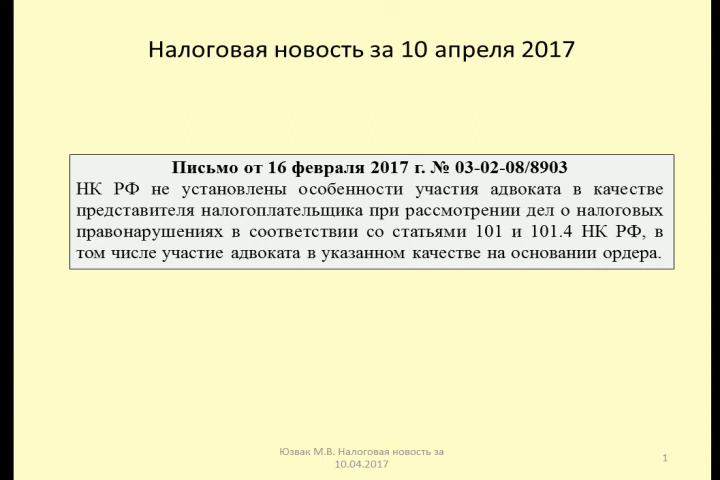 Налоговая новость за 10 апреля 2017
Письмо от 16 февраля 2017 г. № 03-02-08/8903
НК РФ не установлены особенности участия адвоката в качестве
представителя налогоплательщика при рассмотрении дел о налоговых
правонарушениях в соответствии со статьями 101 и 101.4 НК РФ, в
том числе участие адвоката в указанном качестве на основании ордера.
Юзвак М.В. Налоговая новость за
10.04.2017
1